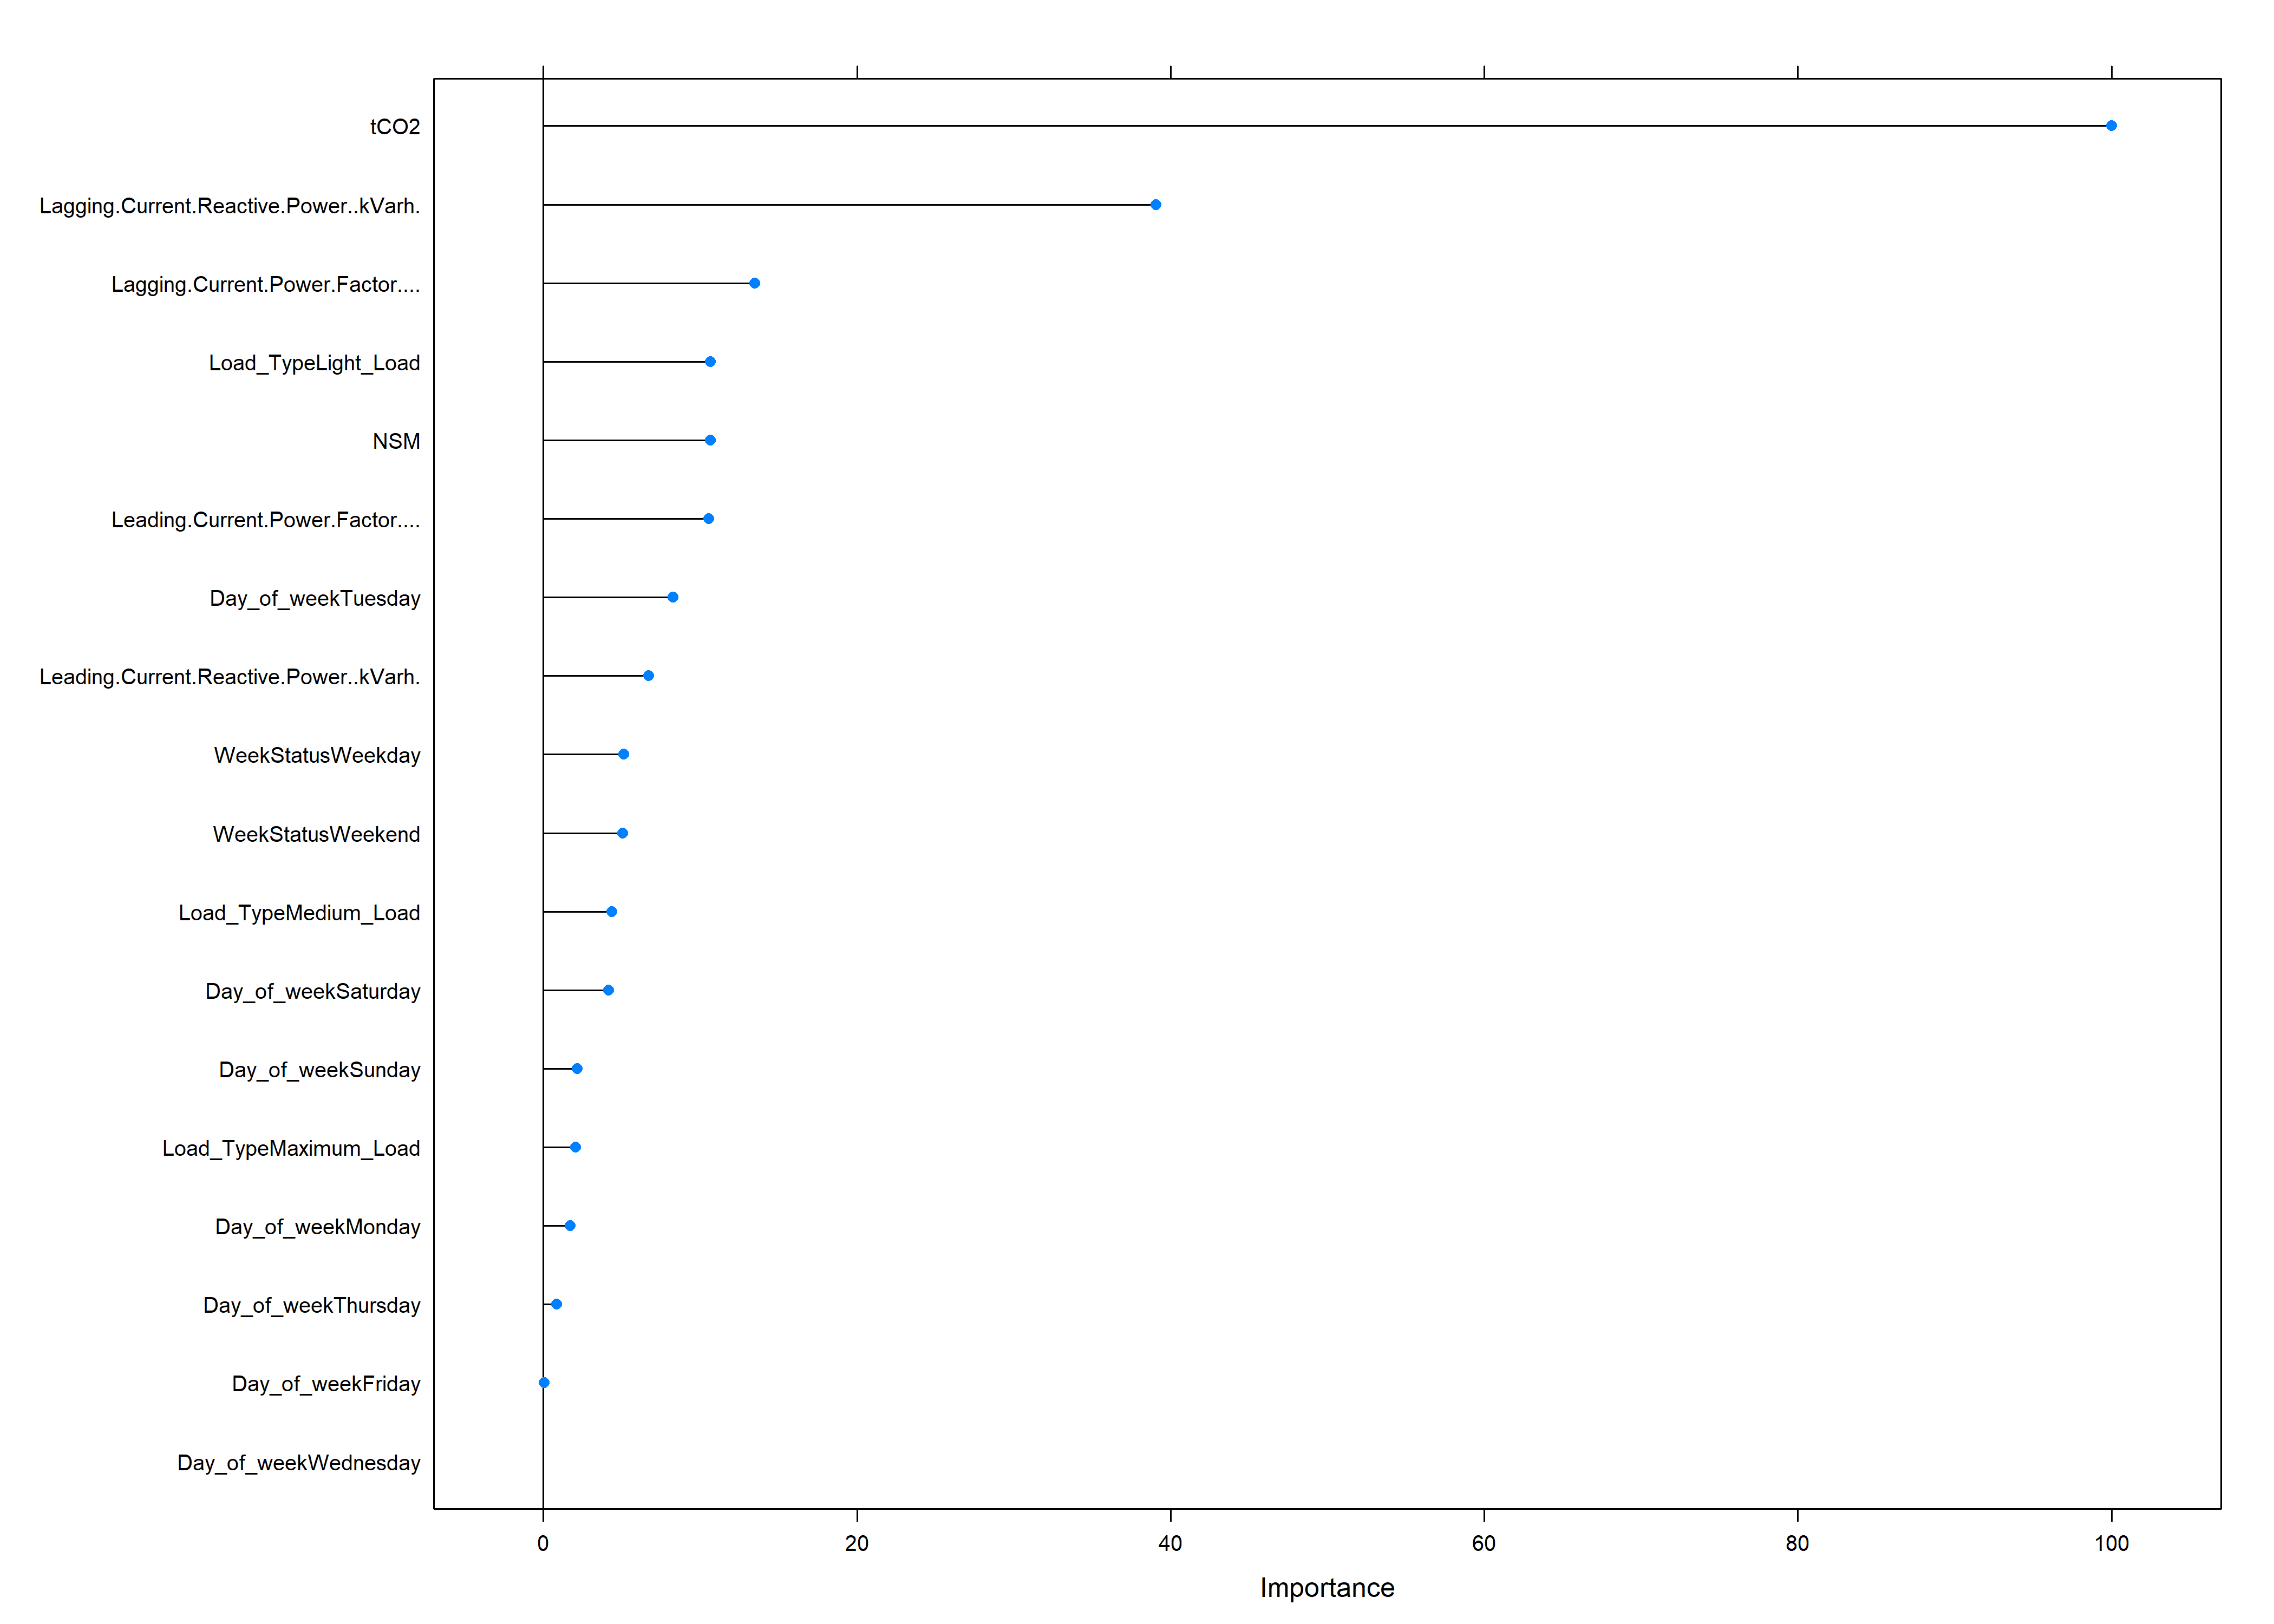 tCO2
Lagging.Current.Reactive.Power..kVarh.
Lagging.Current.Power.Factor....
Load_TypeLight_Load
NSM
Leading.Current.Power.Factor....
Day_of_weekTuesday
Leading.Current.Reactive.Power..kVarh.
WeekStatusWeekday
WeekStatusWeekend
Load_TypeMedium_Load
Day_of_weekSaturday
Day_of_weekSunday
Load_TypeMaximum_Load
Day_of_weekMonday
Day_of_weekThursday
Day_of_weekFriday
Day_of_weekWednesday
0 20 40 60 80 100
Importance